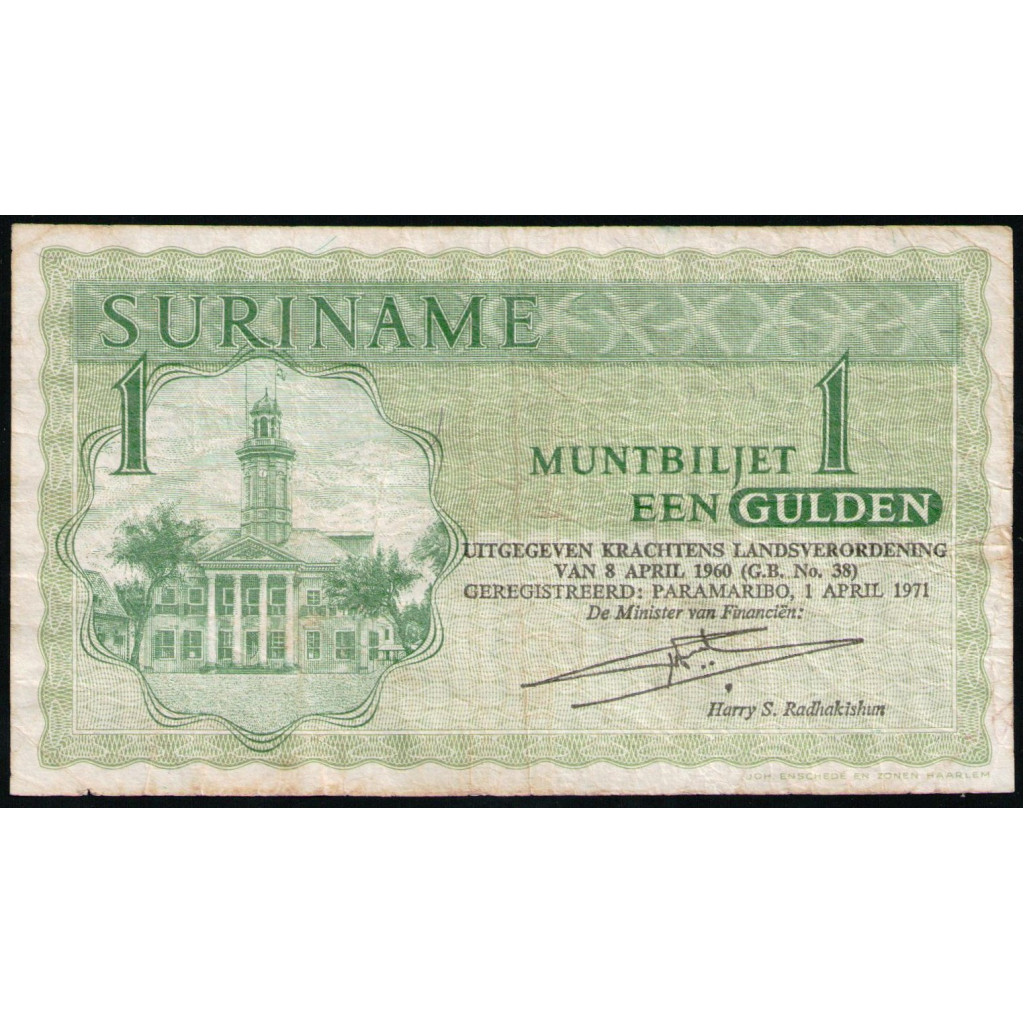 SURINAME
1
MUNTBILJET 1
EEN GULDEN
UITGEGEVEN KRACHTENS LANDSVERORDENING
VAN 8 APRIL 1960 (G.B. No. 38)
GEREGISTREERD: PARAMARIBO, 1 APRIL 1971
De Minister van Financiën:
Harry S. Radhakishun
JOH. ENSCHEDÉ EN ZONEN HAARLEM